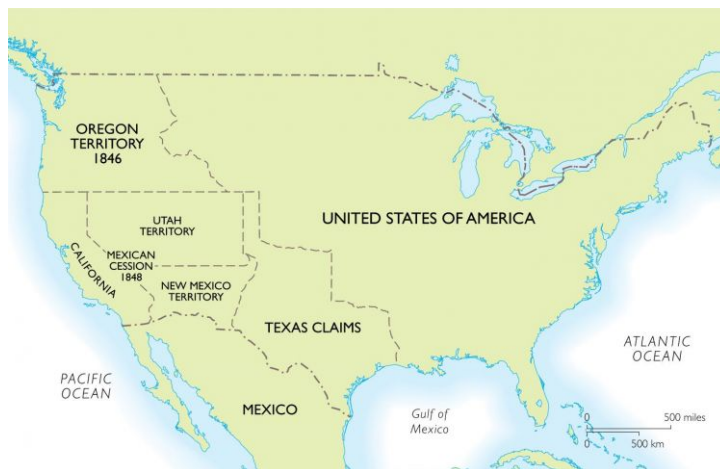 OREGON
TERRITORY
1846
UNITED STATES OF AMERICA
UTAH
TERRITORY
CALIFORNIA
MEXICAN
CESSION
1848
NEW MEXICO
TERRITORY
TEXAS CLAIMS
ATLANTIC
OCEAN
PACIFIC
OCEAN
MEXICO
Gulf of
Mexico
0 500 miles
0 500 km